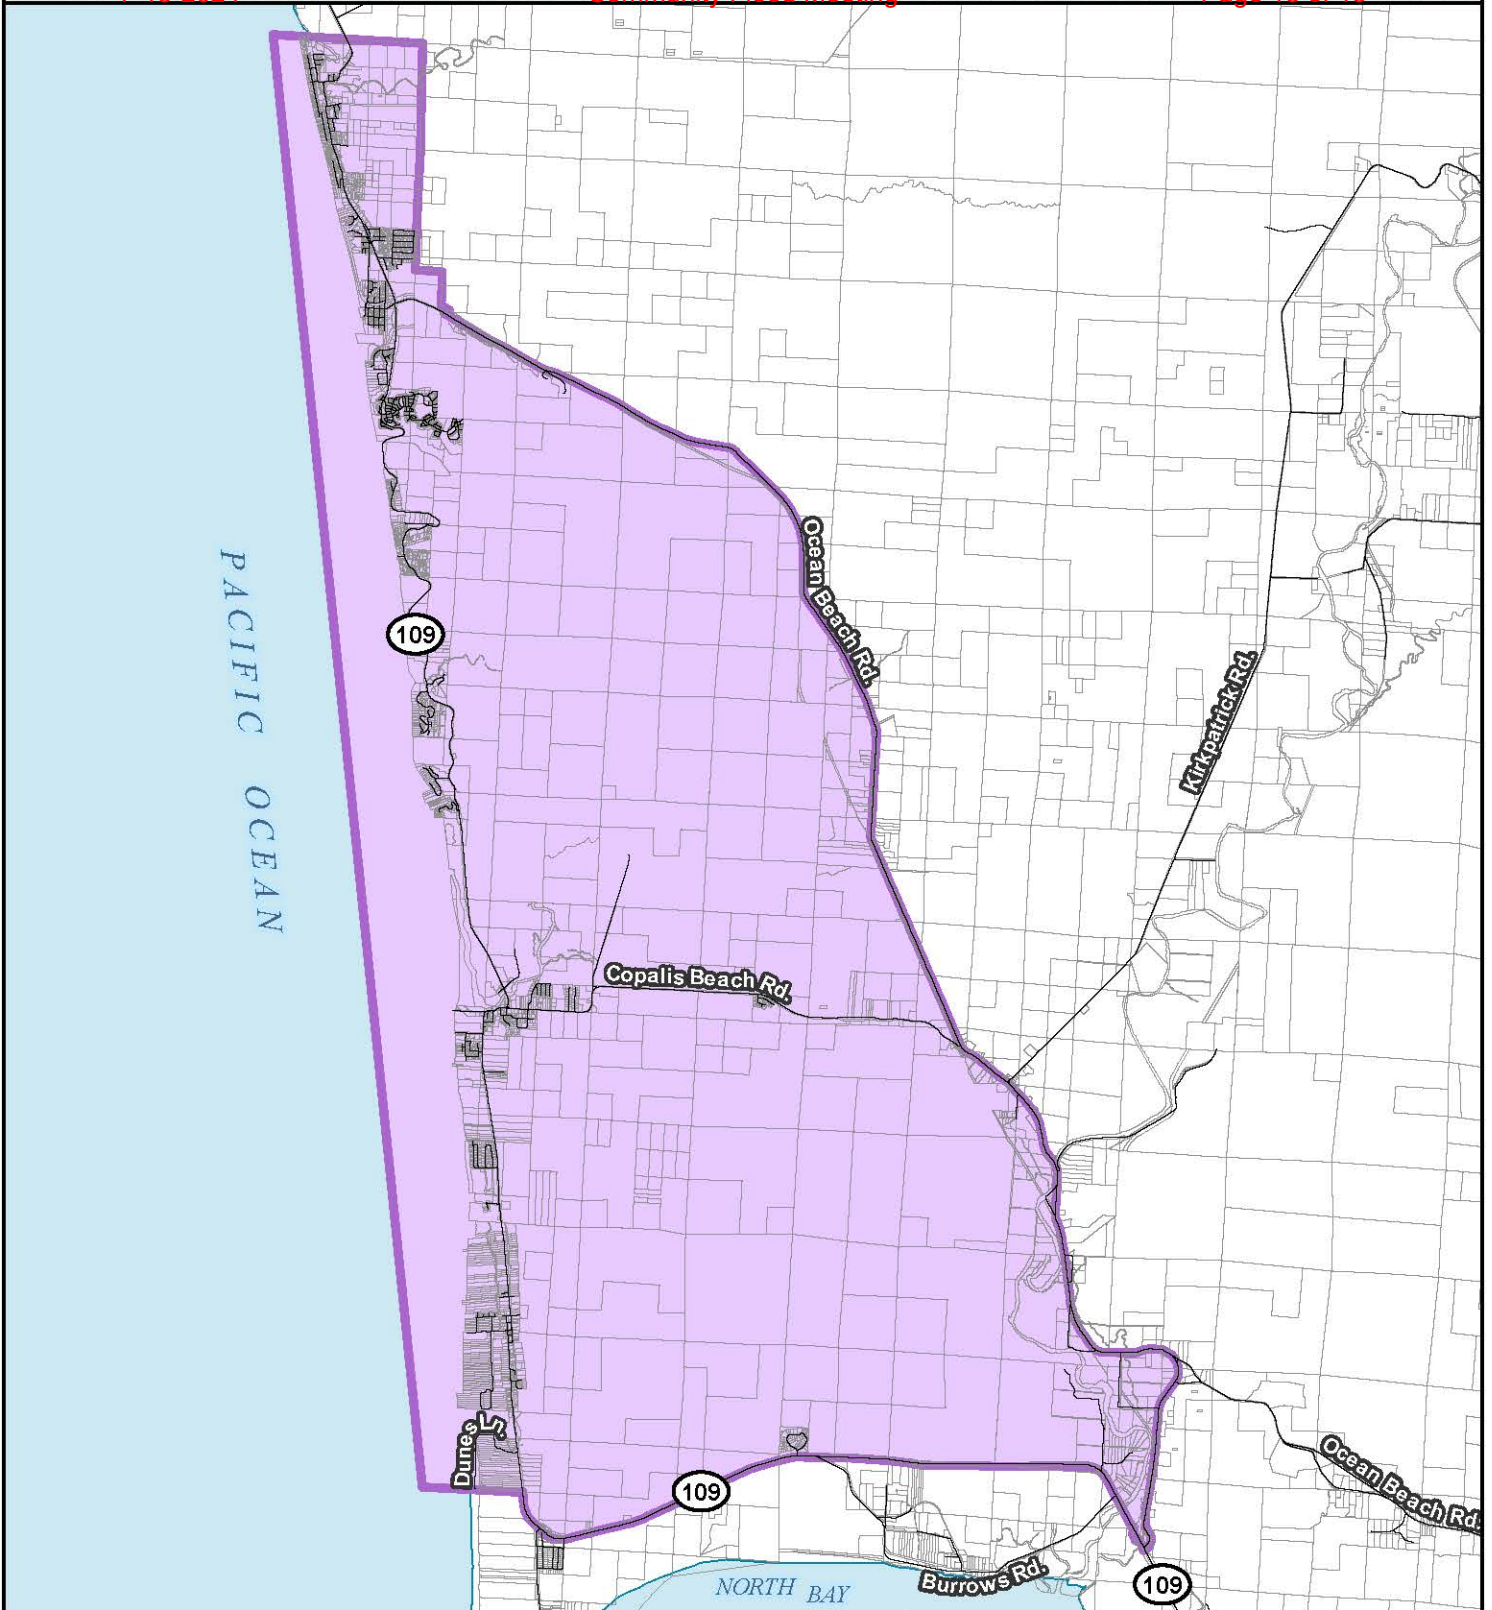 PACIFIC OCEAN
109
Ocean Beach Rd.
Kirkpatrick Rd.
Copalis Beach Rd.
Dunes Ln.
109
Ocean Beach Rd.
Burrows Rd.
109
NORTH BAY